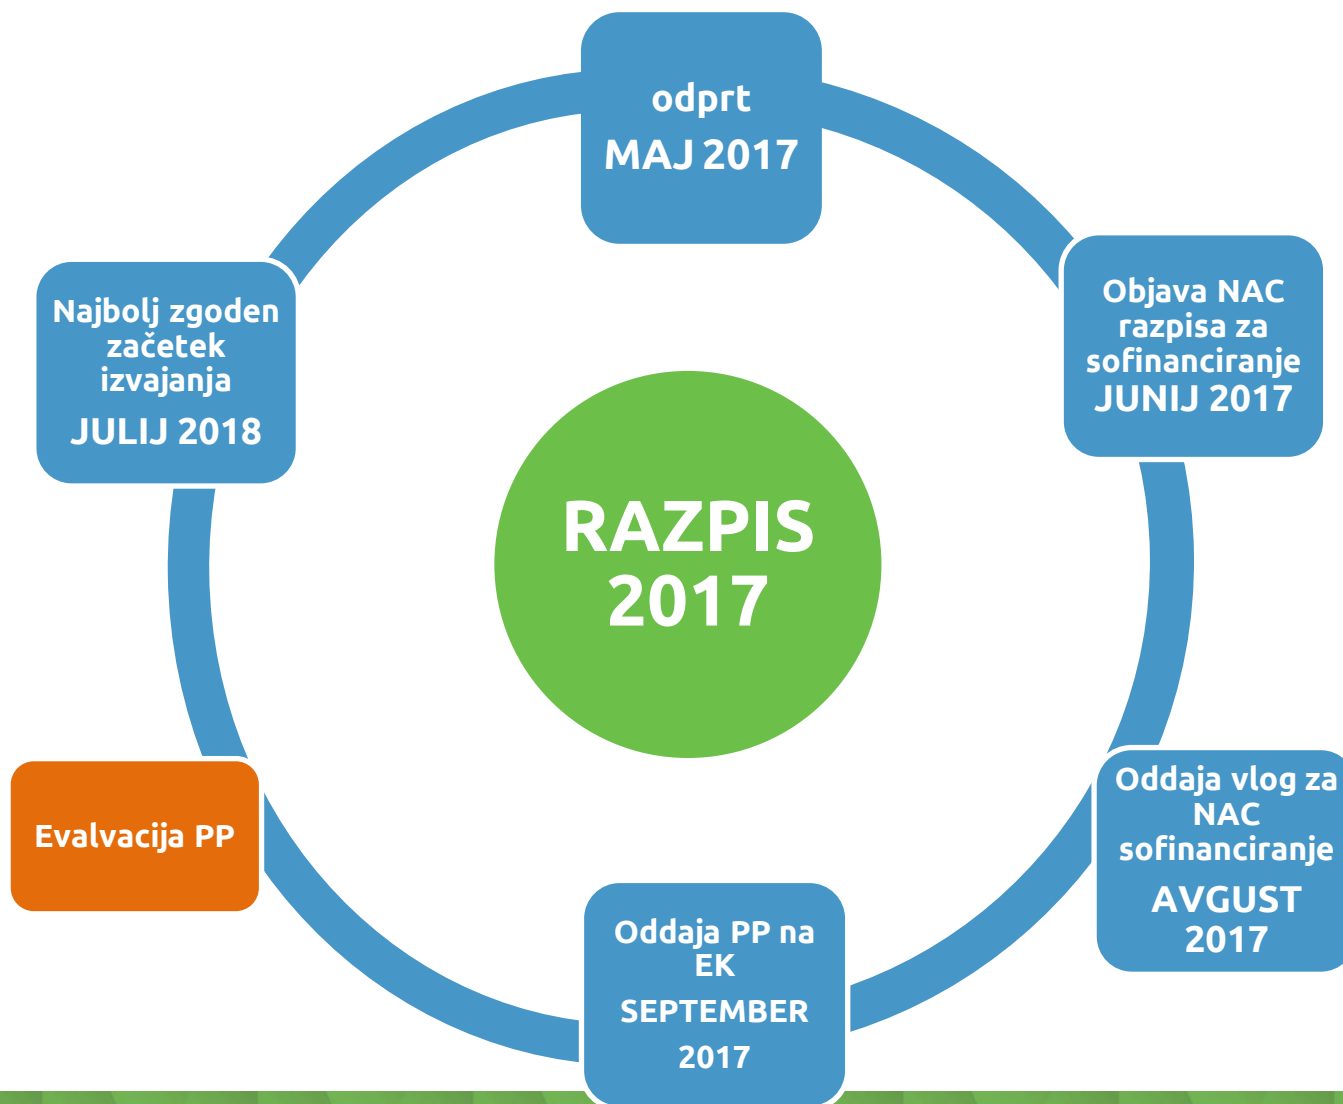 odprt
MAJ 2017
Objava NAC
razpisa za
sofinanciranje
JUNIJ 2017
Oddaja vlog za
NAC
sofinanciranje
AVGUST
2017
Oddaja PP na
EK
SEPTEMBER
2017
Evalvacija PP
Najbolj zgoden
začetek
izvajanja
JULIJ 2018
RAZPIS
2017